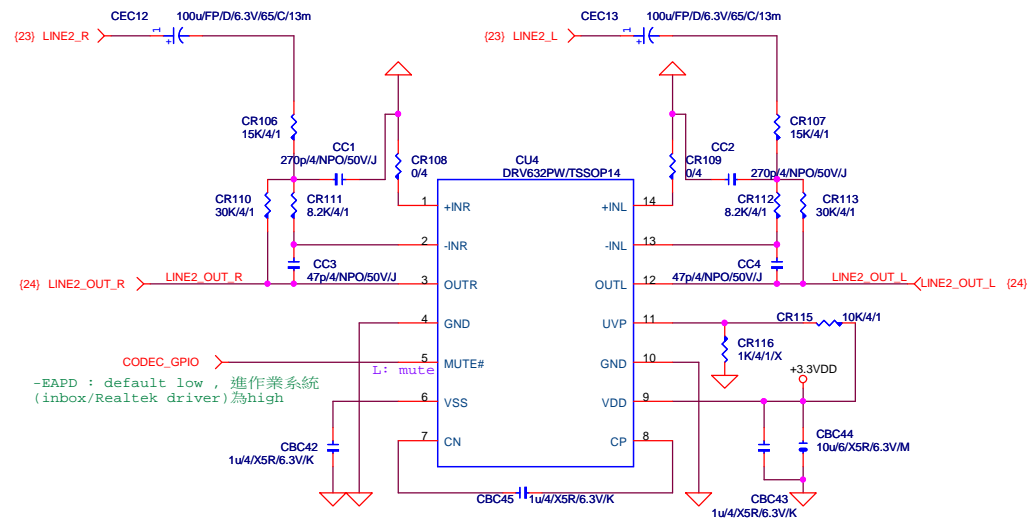 CEC12
100u/FP/D/6.3V/65/C/13m
{23} LINE2_R
1
+
CEC13
100u/FP/D/6.3V/65/C/13m
{23} LINE2_L
1
+
CR106
15K/4/1
CC1
270p/4/NPO/50V/J
CR108
0/4
CR110
30K/4/1
CR111
8.2K/4/1
CC3
47p/4/NPO/50V/J
{24} LINE2_OUT_R
LINE2_OUT_R
CU4
DRV632PW/TSSOP14
1 +INR
2 -INR
3 OUTR
4 GND
5 MUTE#
6 VSS
7 CN
+INL 14
-INL 13
OUTL 12
UVP 11
GND 10
VDD 9
CP 8
CR107
15K/4/1
CC2
270p/4/NPO/50V/J
CR109
0/4
CR112
8.2K/4/1
CR113
30K/4/1
CC4
47p/4/NPO/50V/J
LINE2_OUT_L
LINE2_OUT_L {24}
CR115
10K/4/1
CR116
1K/4/1/X
+3.3VDD
CODEC_GPIO
L: mute
-EAPD : default low , 進作業系統
(inbox/Realtek driver)為high
CBC42
1u/4/X5R/6.3V/K
CBC45
1u/4/X5R/6.3V/K
CBC44
10u/6/X5R/6.3V/M
CBC43
1u/4/X5R/6.3V/K